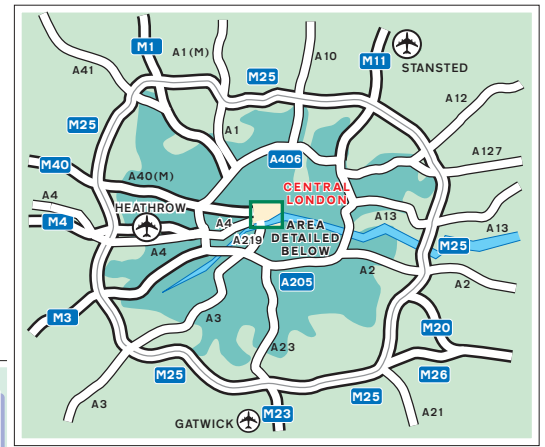 M1
A1(M)
A10
A41
M25
M11
STANSTED
A12
M25
A1
A406
A127
M40
A40(M)
CENTRAL
LONDON
A4
HEATHROW
A4
AREA
DETAILED
BELOW
A13
A13
M4
A219
M25
A4
A2
A2
A205
M3
A3
M20
A23
M25
M26
M25
A3
GATWICK
M23
A21